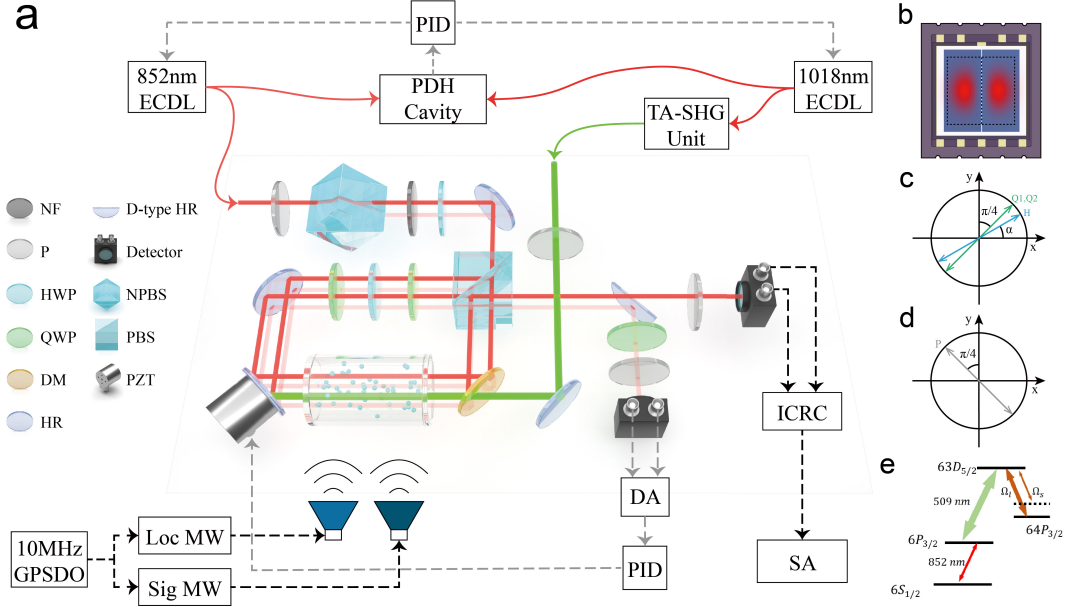 a
PID
852nm
ECDL
PDH
Cavity
1018nm
ECDL
TA-SHG
Unit
NF
P
HWP
QWP
DM
HR
D-type HR
Detector
NPBS
PBS
PZT
ICRC
DA
PID
SA
10MHz
GPSDO
Loc MW
Sig MW
b
c
y
Q1,Q2
π/4
H
α
x
d
y
P
π/4
x
e
63D5/2
Ωl
Ωs
509 nm
64P3/2
6P3/2
852 nm
6S1/2